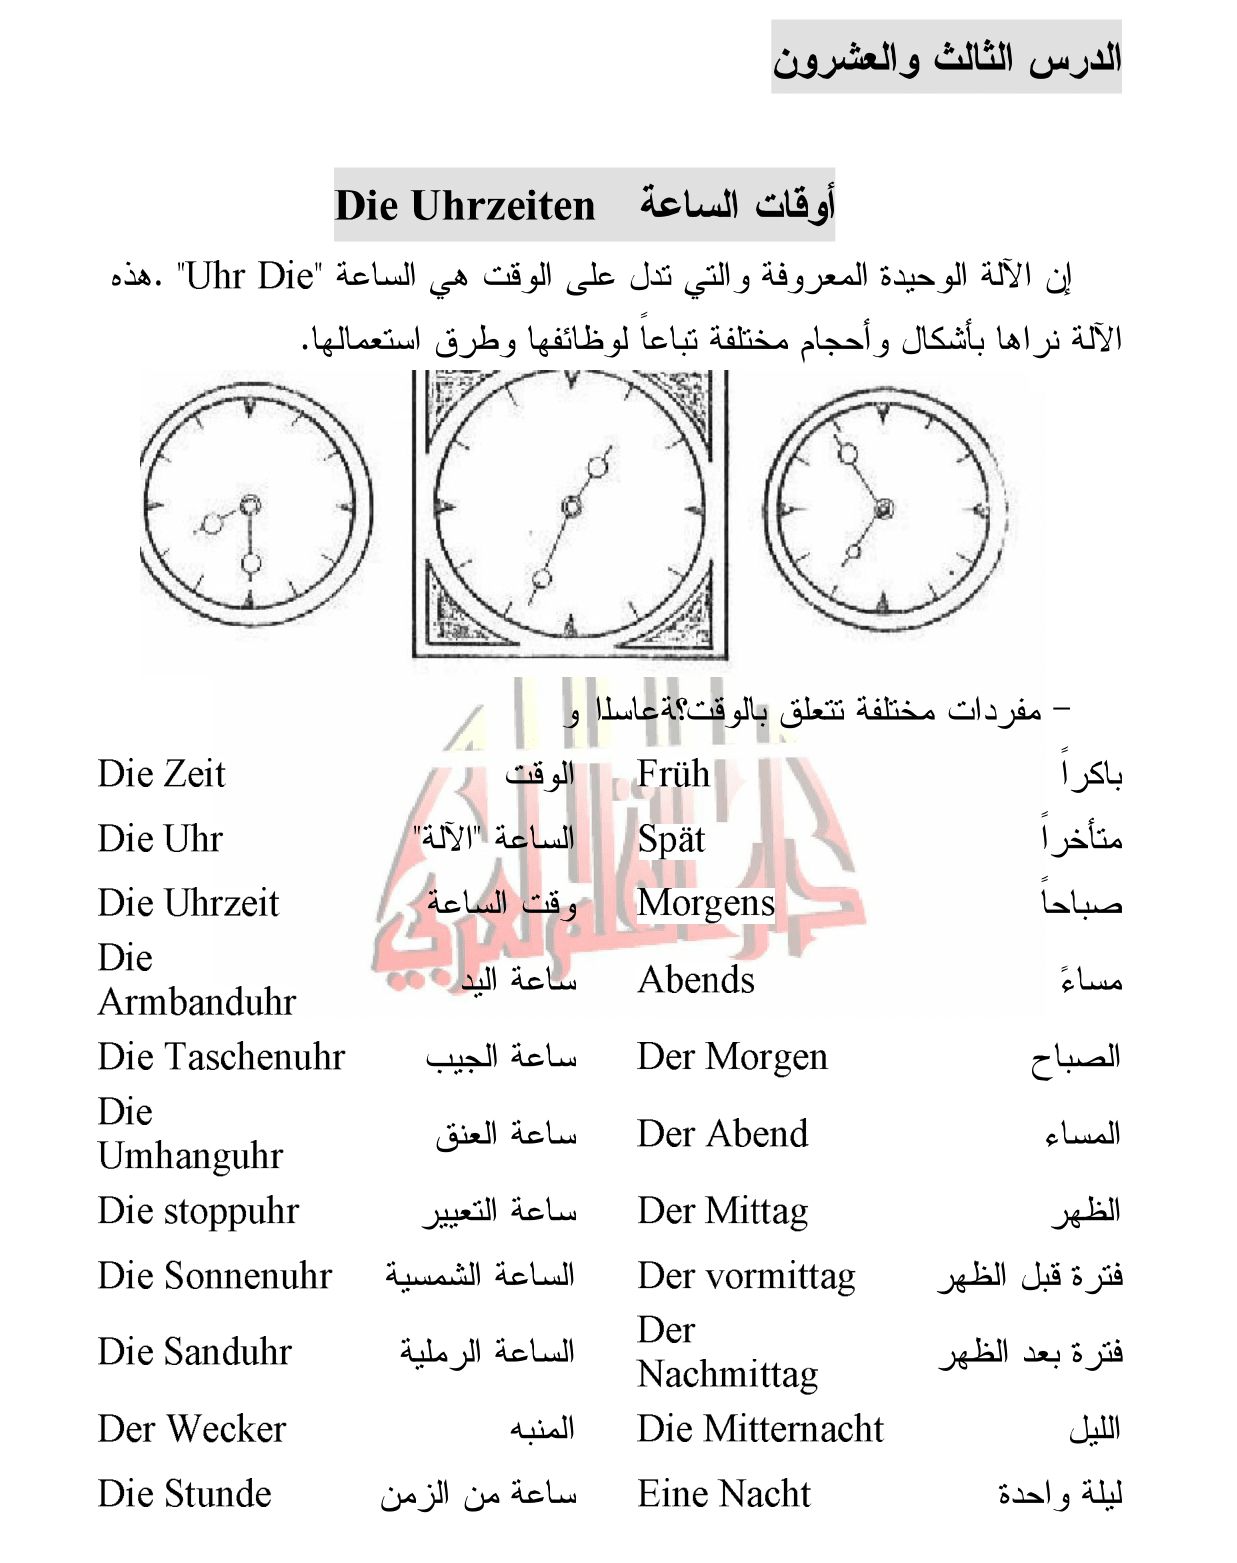 الدرس الثالث والعشرون
أوقات الساعة Die Uhrzeiten
إن الآلة الوحيدة المعروفة والتي تدل على الوقت هي الساعة "Uhr Die" .هذه
الآلة نراها بأشكال وأحجام مختلفة تباعاً لوظائفها وطرق استعمالها.
– مفردات مختلفة تتعلق بالوقت؟ةعاسلا و
Die Zeit الوقت Früh باكراً
Die Uhr الساعة "الآلة" Spät متأخراً
Die Uhrzeit وقت الساعة Morgens صباحاً
Die
Armbanduhr ساعة اليد Abends مساءً
Die Taschenuhr ساعة الجيب Der Morgen الصباح
Die
Umhanguhr ساعة العنق Der Abend المساء
Die stoppuhr ساعة التعيير Der Mittag الظهر
Die Sonnenuhr الساعة الشمسية Der vormittag فترة قبل الظهر
Die Sanduhr الساعة الرملية Der
Nachmittag فترة بعد الظهر
Der Wecker المنبه Die Mitternacht الليل
Die Stunde ساعة من الزمن Eine Nacht ليلة واحدة